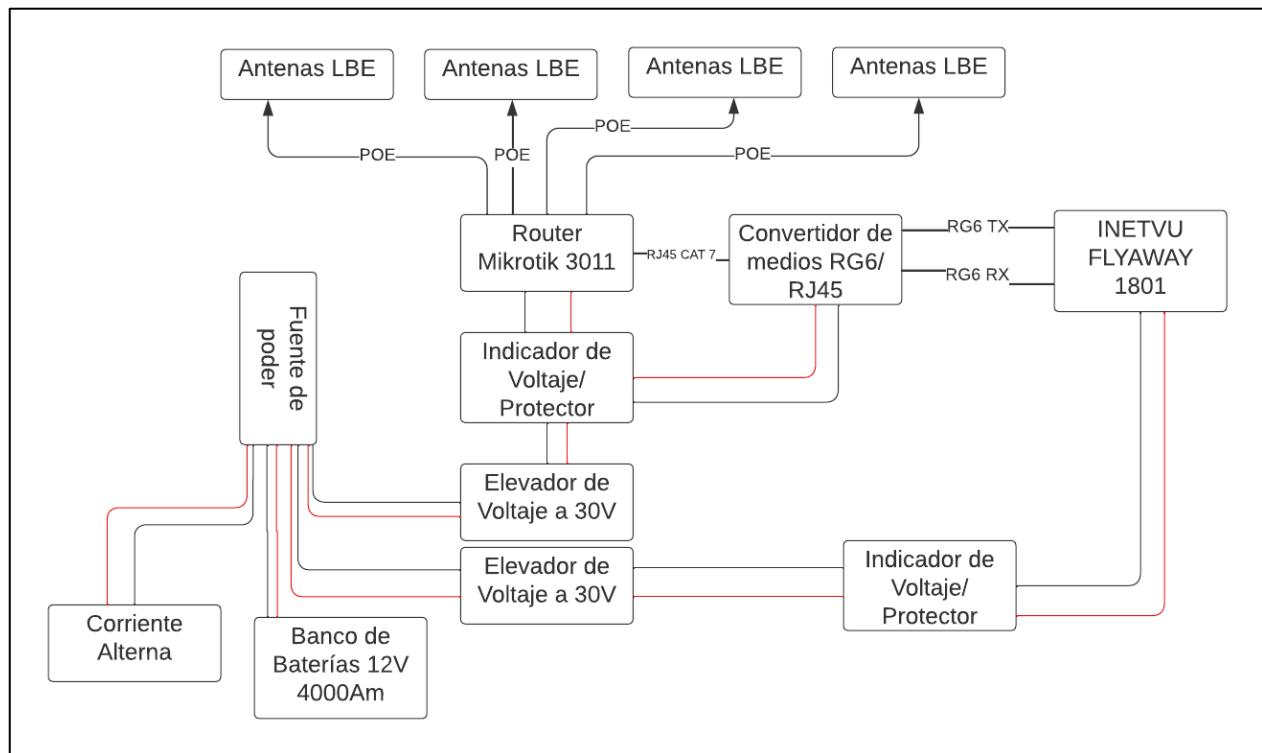 Antenas LBE
Antenas LBE
Antenas LBE
Antenas LBE
POE
POE
POE
POE
Router
Mikrotik 3011
RJ45 CAT 7
Convertidor de
medios RG6/
RJ45
RG6 TX
RG6 RX
INETVU
FLYAWAY
1801
Fuente de
poder
Indicador de
Voltaje/
Protector
Elevador de
Voltaje a 30V
Elevador de
Voltaje a 30V
Indicador de
Voltaje/
Protector
Corriente
Alterna
Banco de
Baterías 12V
4000Am